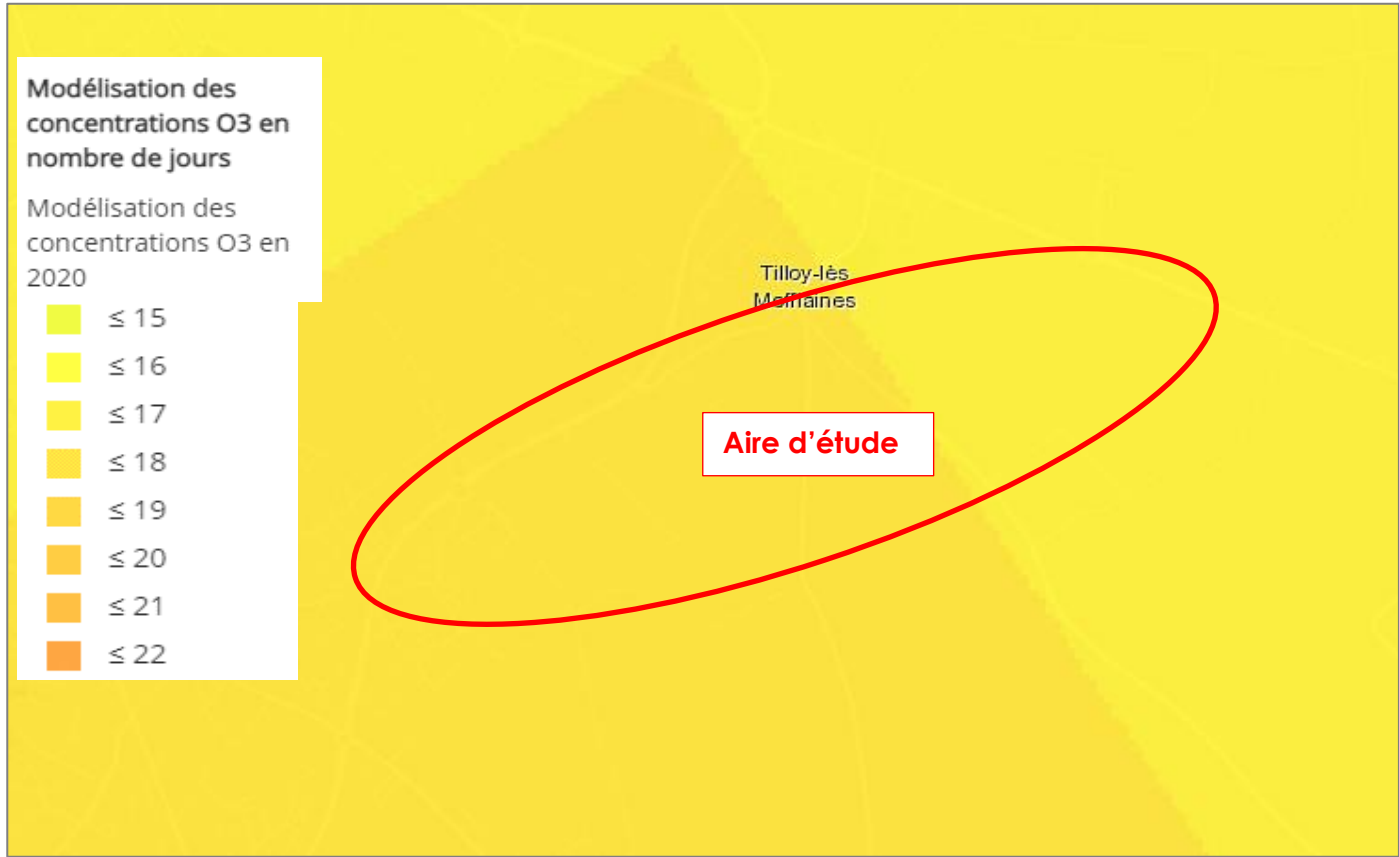 Modélisation des
concentrations O3 en
nombre de jours
Modélisation des
concentrations O3 en
2020
≤ 15
≤ 16
≤ 17
≤ 18
≤ 19
≤ 20
≤ 21
≤ 22
Tilloy-lès
Mofflaines
Aire d’étude